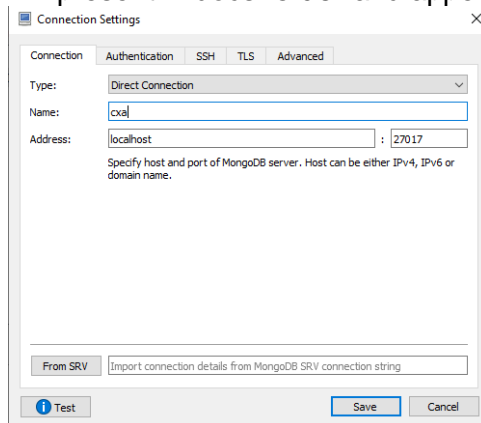 Connection Settings
Connection Authentication SSH TLS Advanced
Type: Direct Connection
Name: cxa
Address: localhost : 27017
Specify host and port of MongoDB server. Host can be either IPv4, IPv6 or
domain name.
From SRV Import connection details from MongoDB SRV connection string
Test Save Cancel